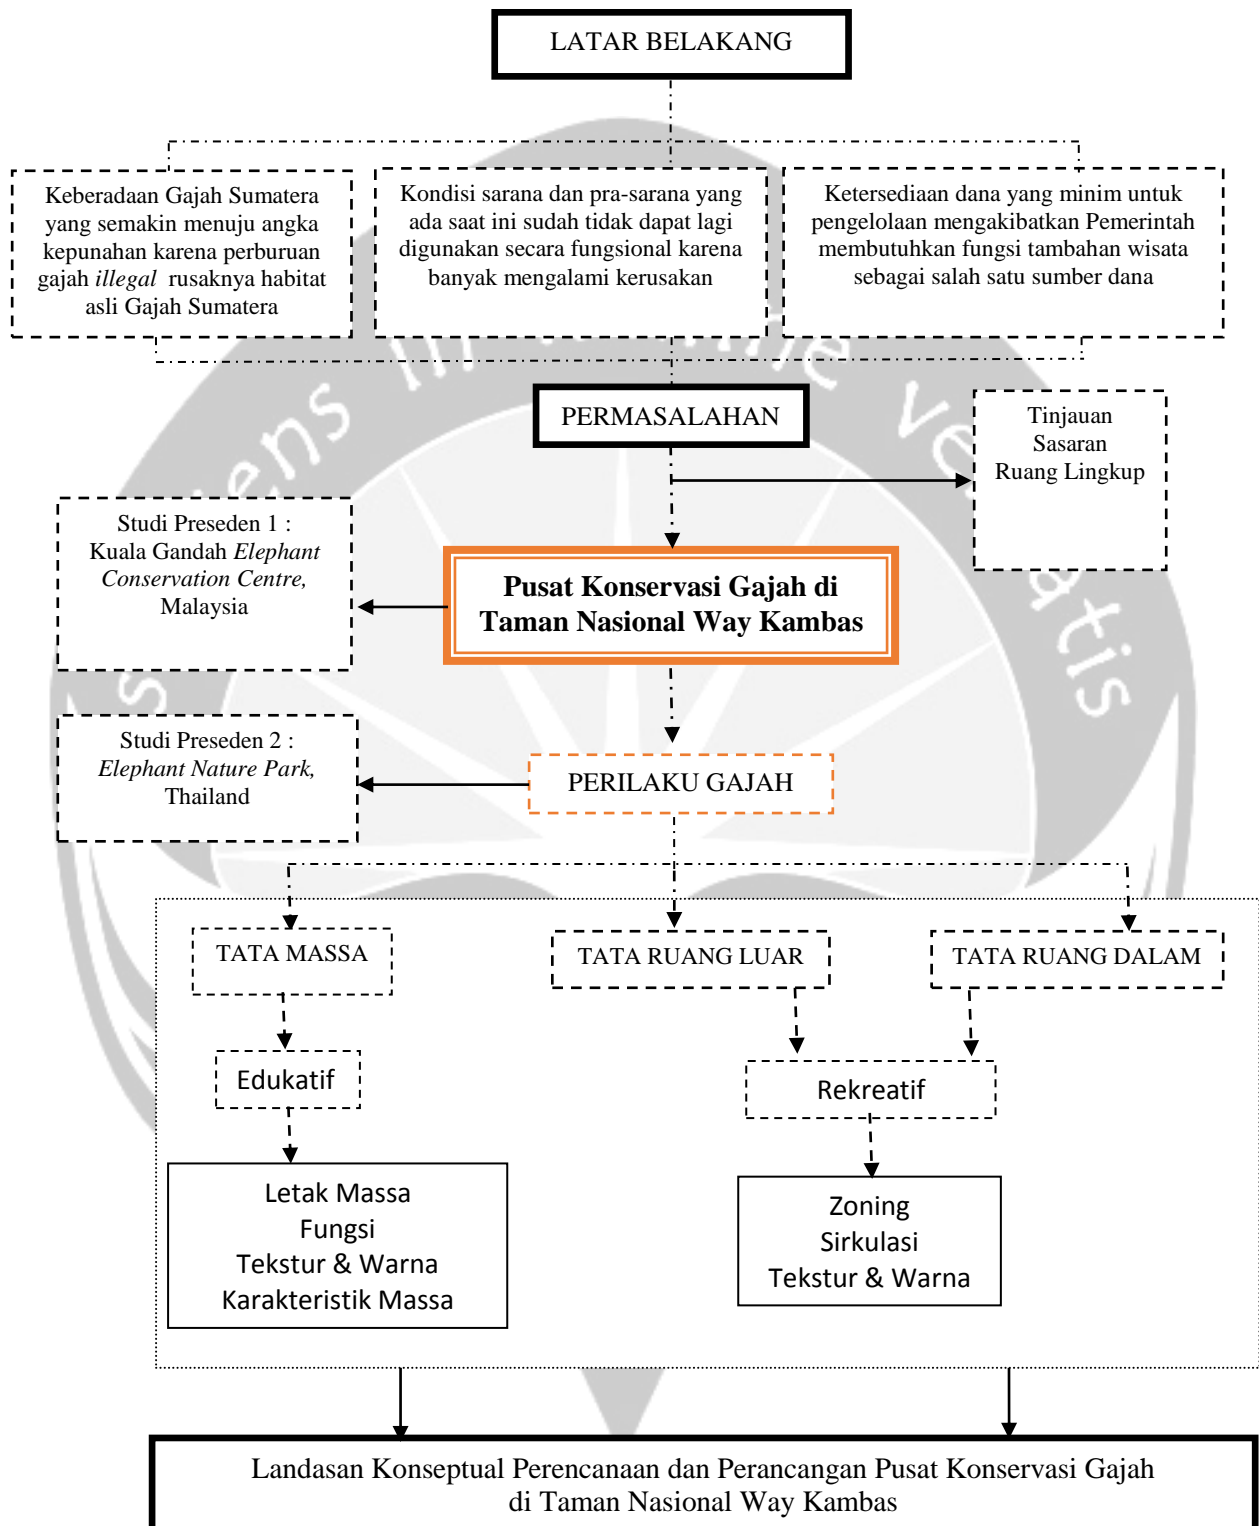 LATAR BELAKANG
Keberadaan Gajah Sumatera
yang semakin menuju angka
kepunahan karena perburuan
gajah illegal rusaknya habitat
asli Gajah Sumatera
Kondisi sarana dan pra-sarana yang
ada saat ini sudah tidak dapat lagi
digunakan secara fungsional karena
banyak mengalami kerusakan
Ketersediaan dana yang minim untuk
pengelolaan mengakibatkan Pemerintah
membutuhkan fungsi tambahan wisata
sebagai salah satu sumber dana
PERMASALAHAN
Tinjauan
Sasaran
Ruang Lingkup
Studi Preseden 1 :
Kuala Gandah Elephant
Conservation Centre,
Malaysia
Pusat Konservasi Gajah di
Taman Nasional Way Kambas
Studi Preseden 2 :
Elephant Nature Park,
Thailand
PERILAKU GAJAH
TATA MASSA
TATA RUANG LUAR
TATA RUANG DALAM
Edukatif
Rekreatif
Letak Massa
Fungsi
Tekstur & Warna
Karakteristik Massa
Zoning
Sirkulasi
Tekstur & Warna
Landasan Konseptual Perencanaan dan Perancangan Pusat Konservasi Gajah
di Taman Nasional Way Kambas